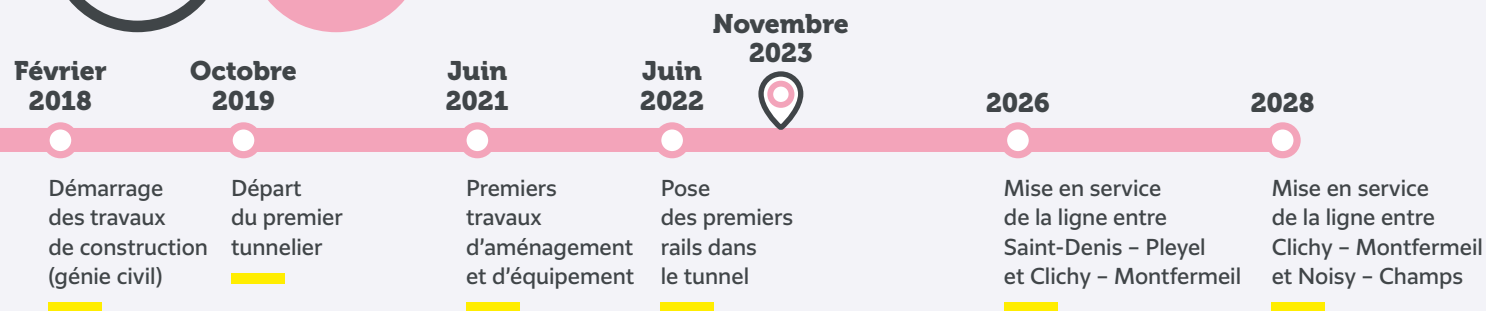 Février
2018
Démarrage
des travaux
de construction
(génie civil)
Octobre
2019
Départ
du premier
tunnelier
Juin
2021
Premiers
travaux
d'aménagement
et d'équipement
Juin
2022
Pose
des premiers
rails dans
le tunnel
Novembre
2023
2026
Mise en service
de la ligne entre
Saint-Denis – Pleyel
et Clichy – Montfermeil
2028
Mise en service
de la ligne entre
Clichy – Montfermeil
et Noisy – Champs